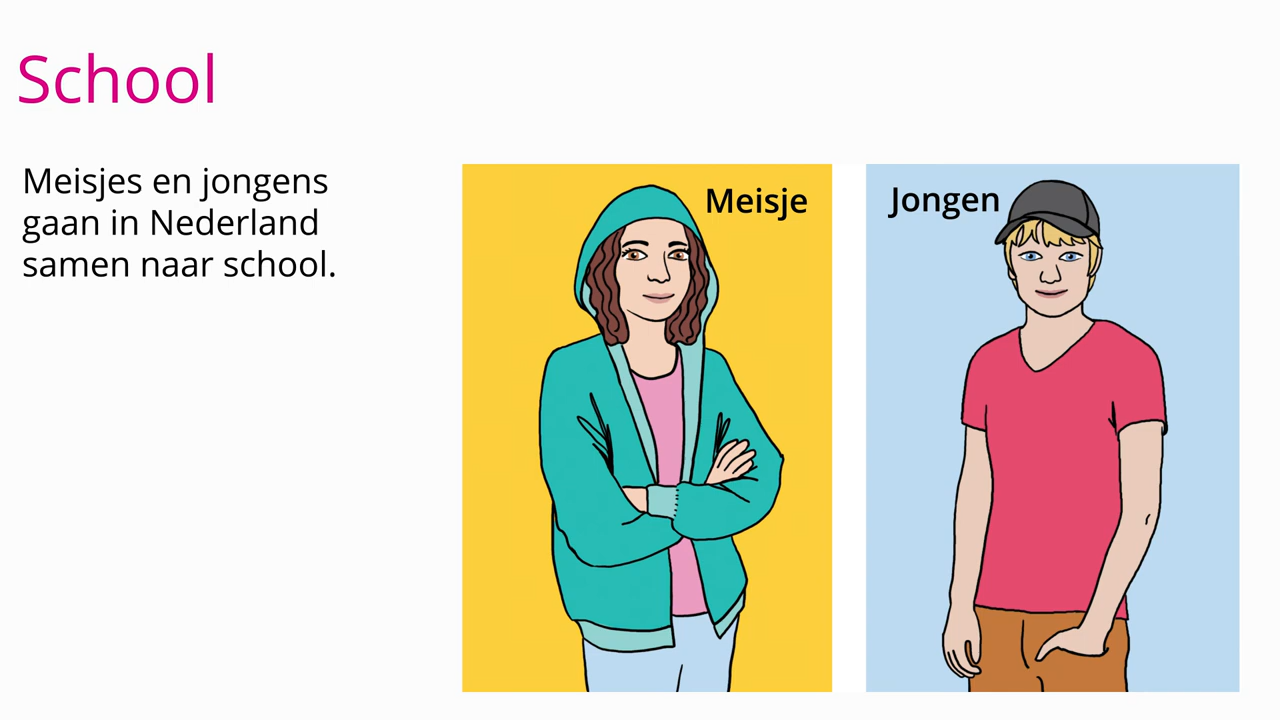 School
Meisjes en jongens
gaan in Nederland
samen naar school.
Meisje
Jongen